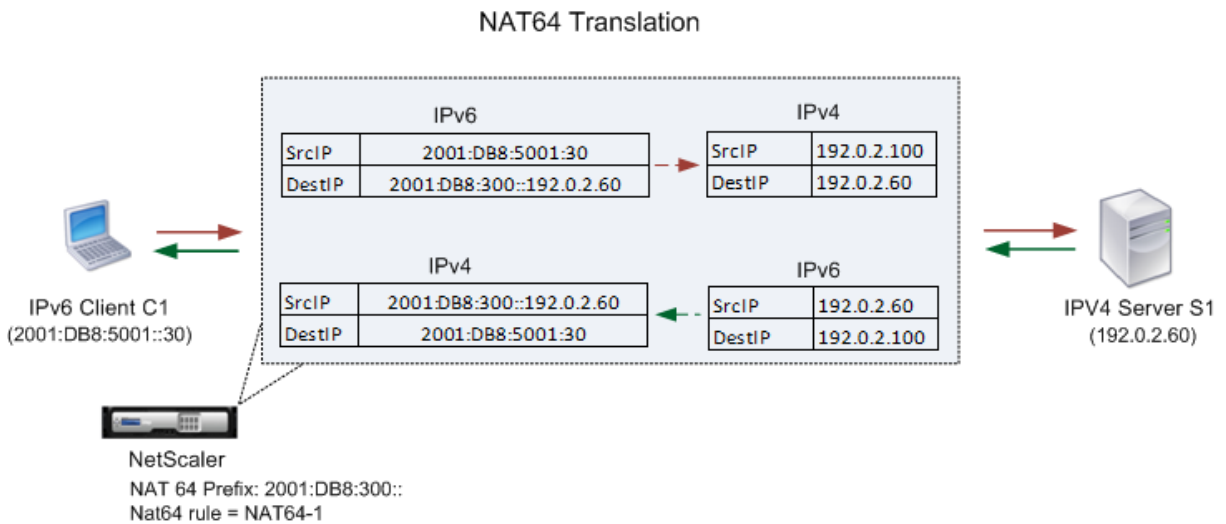 NAT64 Translation
IPv6
SrcIP 2001:DB8:5001:30
DestIP 2001:DB8:300::192.0.2.60
IPv4
SrcIP 192.0.2.100
DestIP 192.0.2.60
IPv4
SrcIP 2001:DB8:300::192.0.2.60
DestIP 2001:DB8:5001:30
IPv6
SrcIP 192.0.2.60
DestIP 192.0.2.100
IPv6 Client C1
(2001:DB8:5001::30)
IPV4 Server S1
(192.0.2.60)
NetScaler
NAT 64 Prefix: 2001:DB8:300::
Nat64 rule = NAT64-1